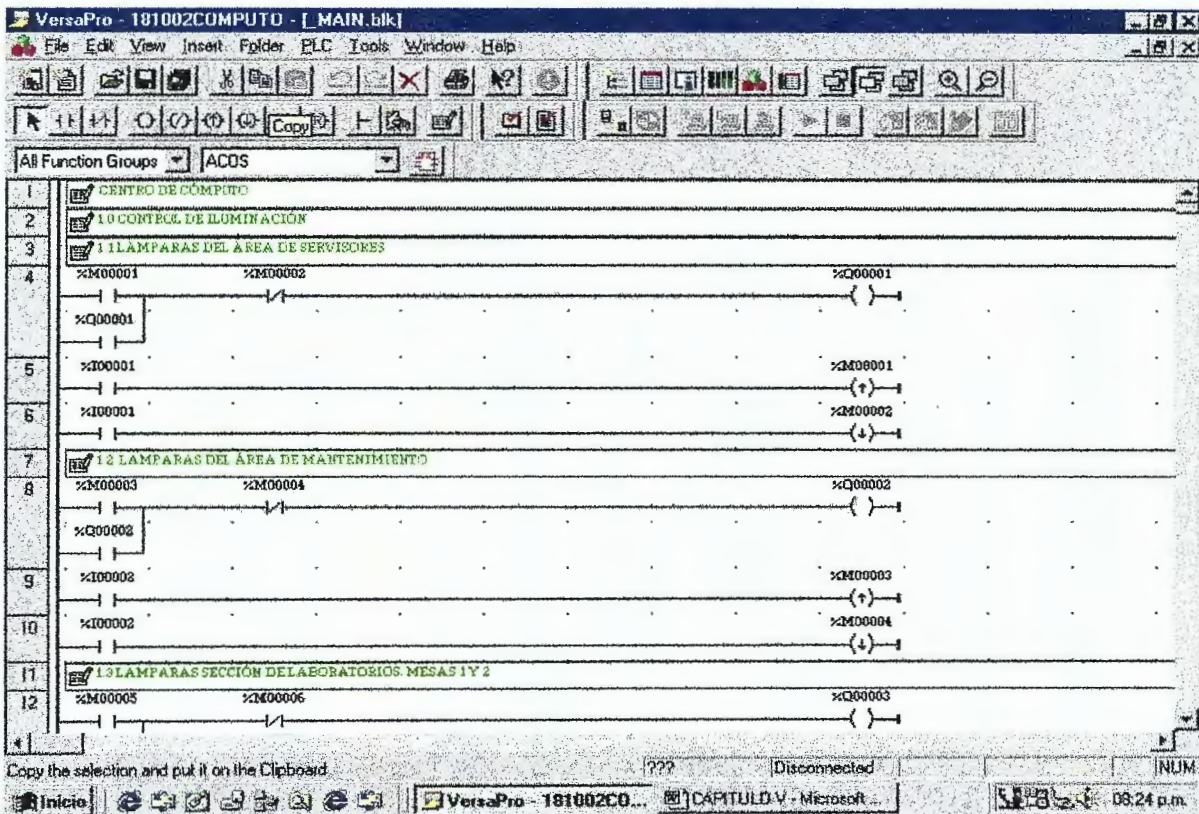 VersaPro - 181002COMPUTO - [_MAIN.blk]
File Edit View Insert Folder PLC Tools Window Help
Copy
All Function Groups ACOS
1 CENTRO DE CÓMPUTO
2 1.0 CONTROL DE ILUMINACIÓN
3 1.1 LAMPARAS DEL ÁREA DE SERVISORES
4 %M00001 %M00002 %Q00001
%Q00001
5 %I00001 %M00001
6 %I00001 %M00002
7 1.2 LAMPARAS DEL ÁREA DE MANTENIMIENTO
8 %M00003 %M00004 %Q00002
%Q00002
9 %I00002 %M00003
10 %I00002 %M00004
11 1.3 LAMPARAS SECCIÓN DE LABORATORIOS. MESAS 1 Y 2
12 %M00005 %M00006 %Q00003
Copy the selection and put it on the Clipboard ??? Disconnected NUM
Inicio VersaPro - 181002CO... CAPITULO V - Microsoft ... 08:24 p.m.